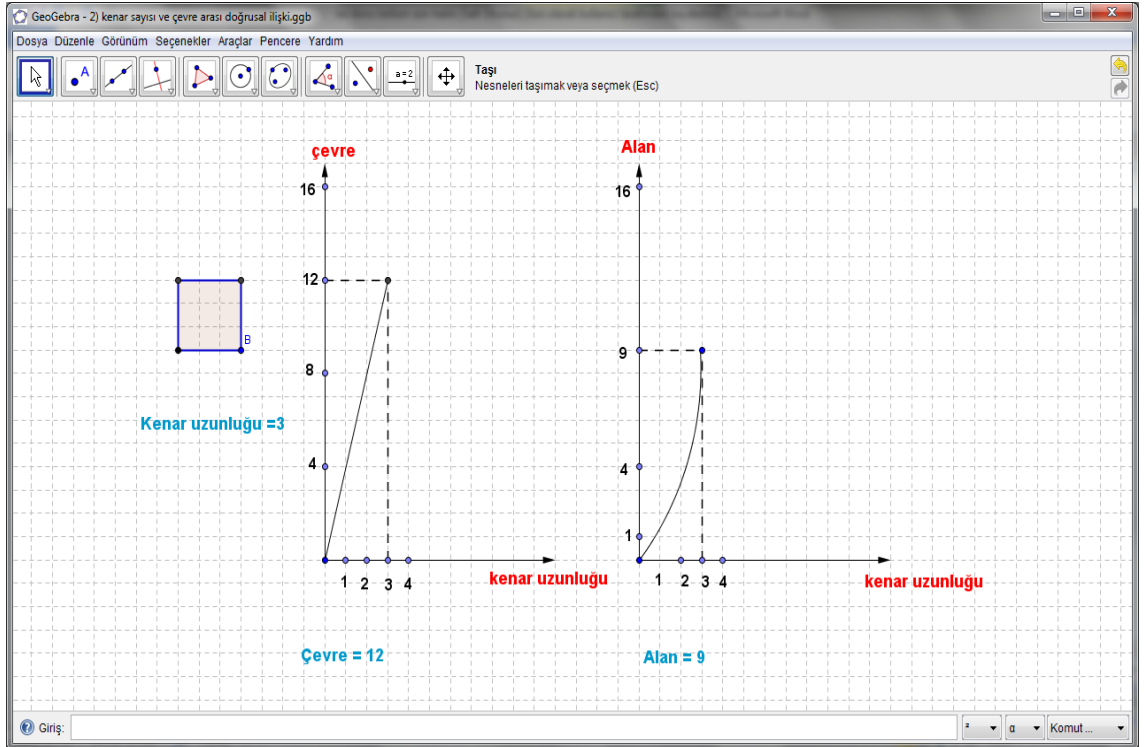 GeoGebra - 2) kenar sayısı ve çevre arası doğrusal ilişki.ggb
Dosya Düzenle Görünüm Seçenekler Araçlar Pencere Yardım
A
α
a = 2
Taşı
Nesneleri taşımak veya seçmek (Esc)
çevre
16
12
8
4
1 2 3 4
kenar uzunluğu
B
Kenar uzunluğu =3
Çevre = 12
Alan
16
9
4
1
1 2 3 4
kenar uzunluğu
Alan = 9
Giriş:
² α Komut ...